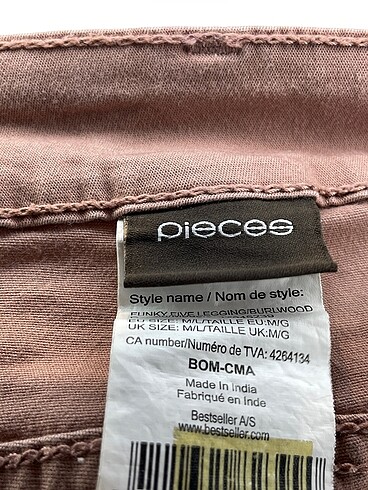 pieces
Style name / Nom de style:
FUNKY FIVE LEGGING/BURLWOOD
EU SIZE: M/L/TAILLE EU:M/G
UK SIZE: M/L/TAILLE UK:M/G
CA number/Numéro de TVA: 4264134
BOM-CMA
Made In India
Fabriqué en Inde
Bestseller A/S
www.bestseller.com